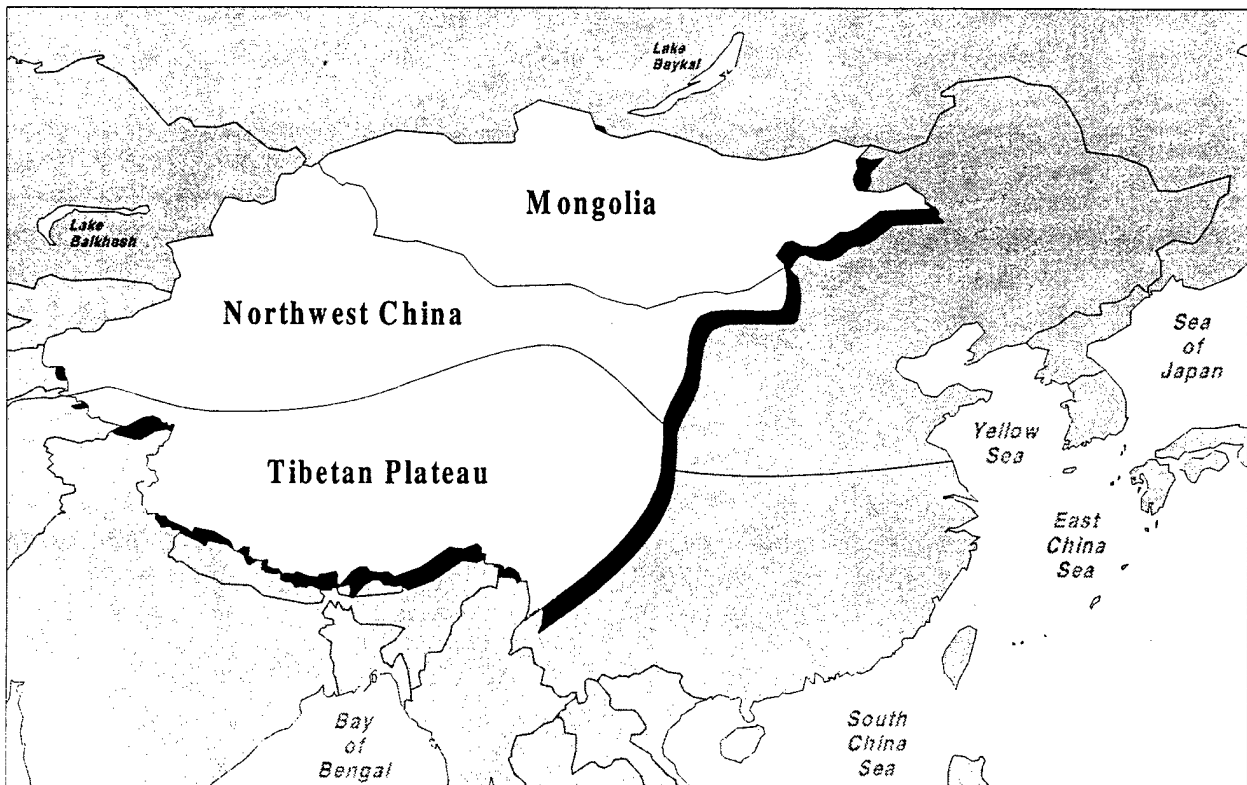 Lake
Baykal
Mongolia
Lake
Balkhash
Northwest China
Sea
of
Japan
Yellow
Sea
Tibetan Plateau
East
China
Sea
Bay
of
Bengal
South
China
Sea